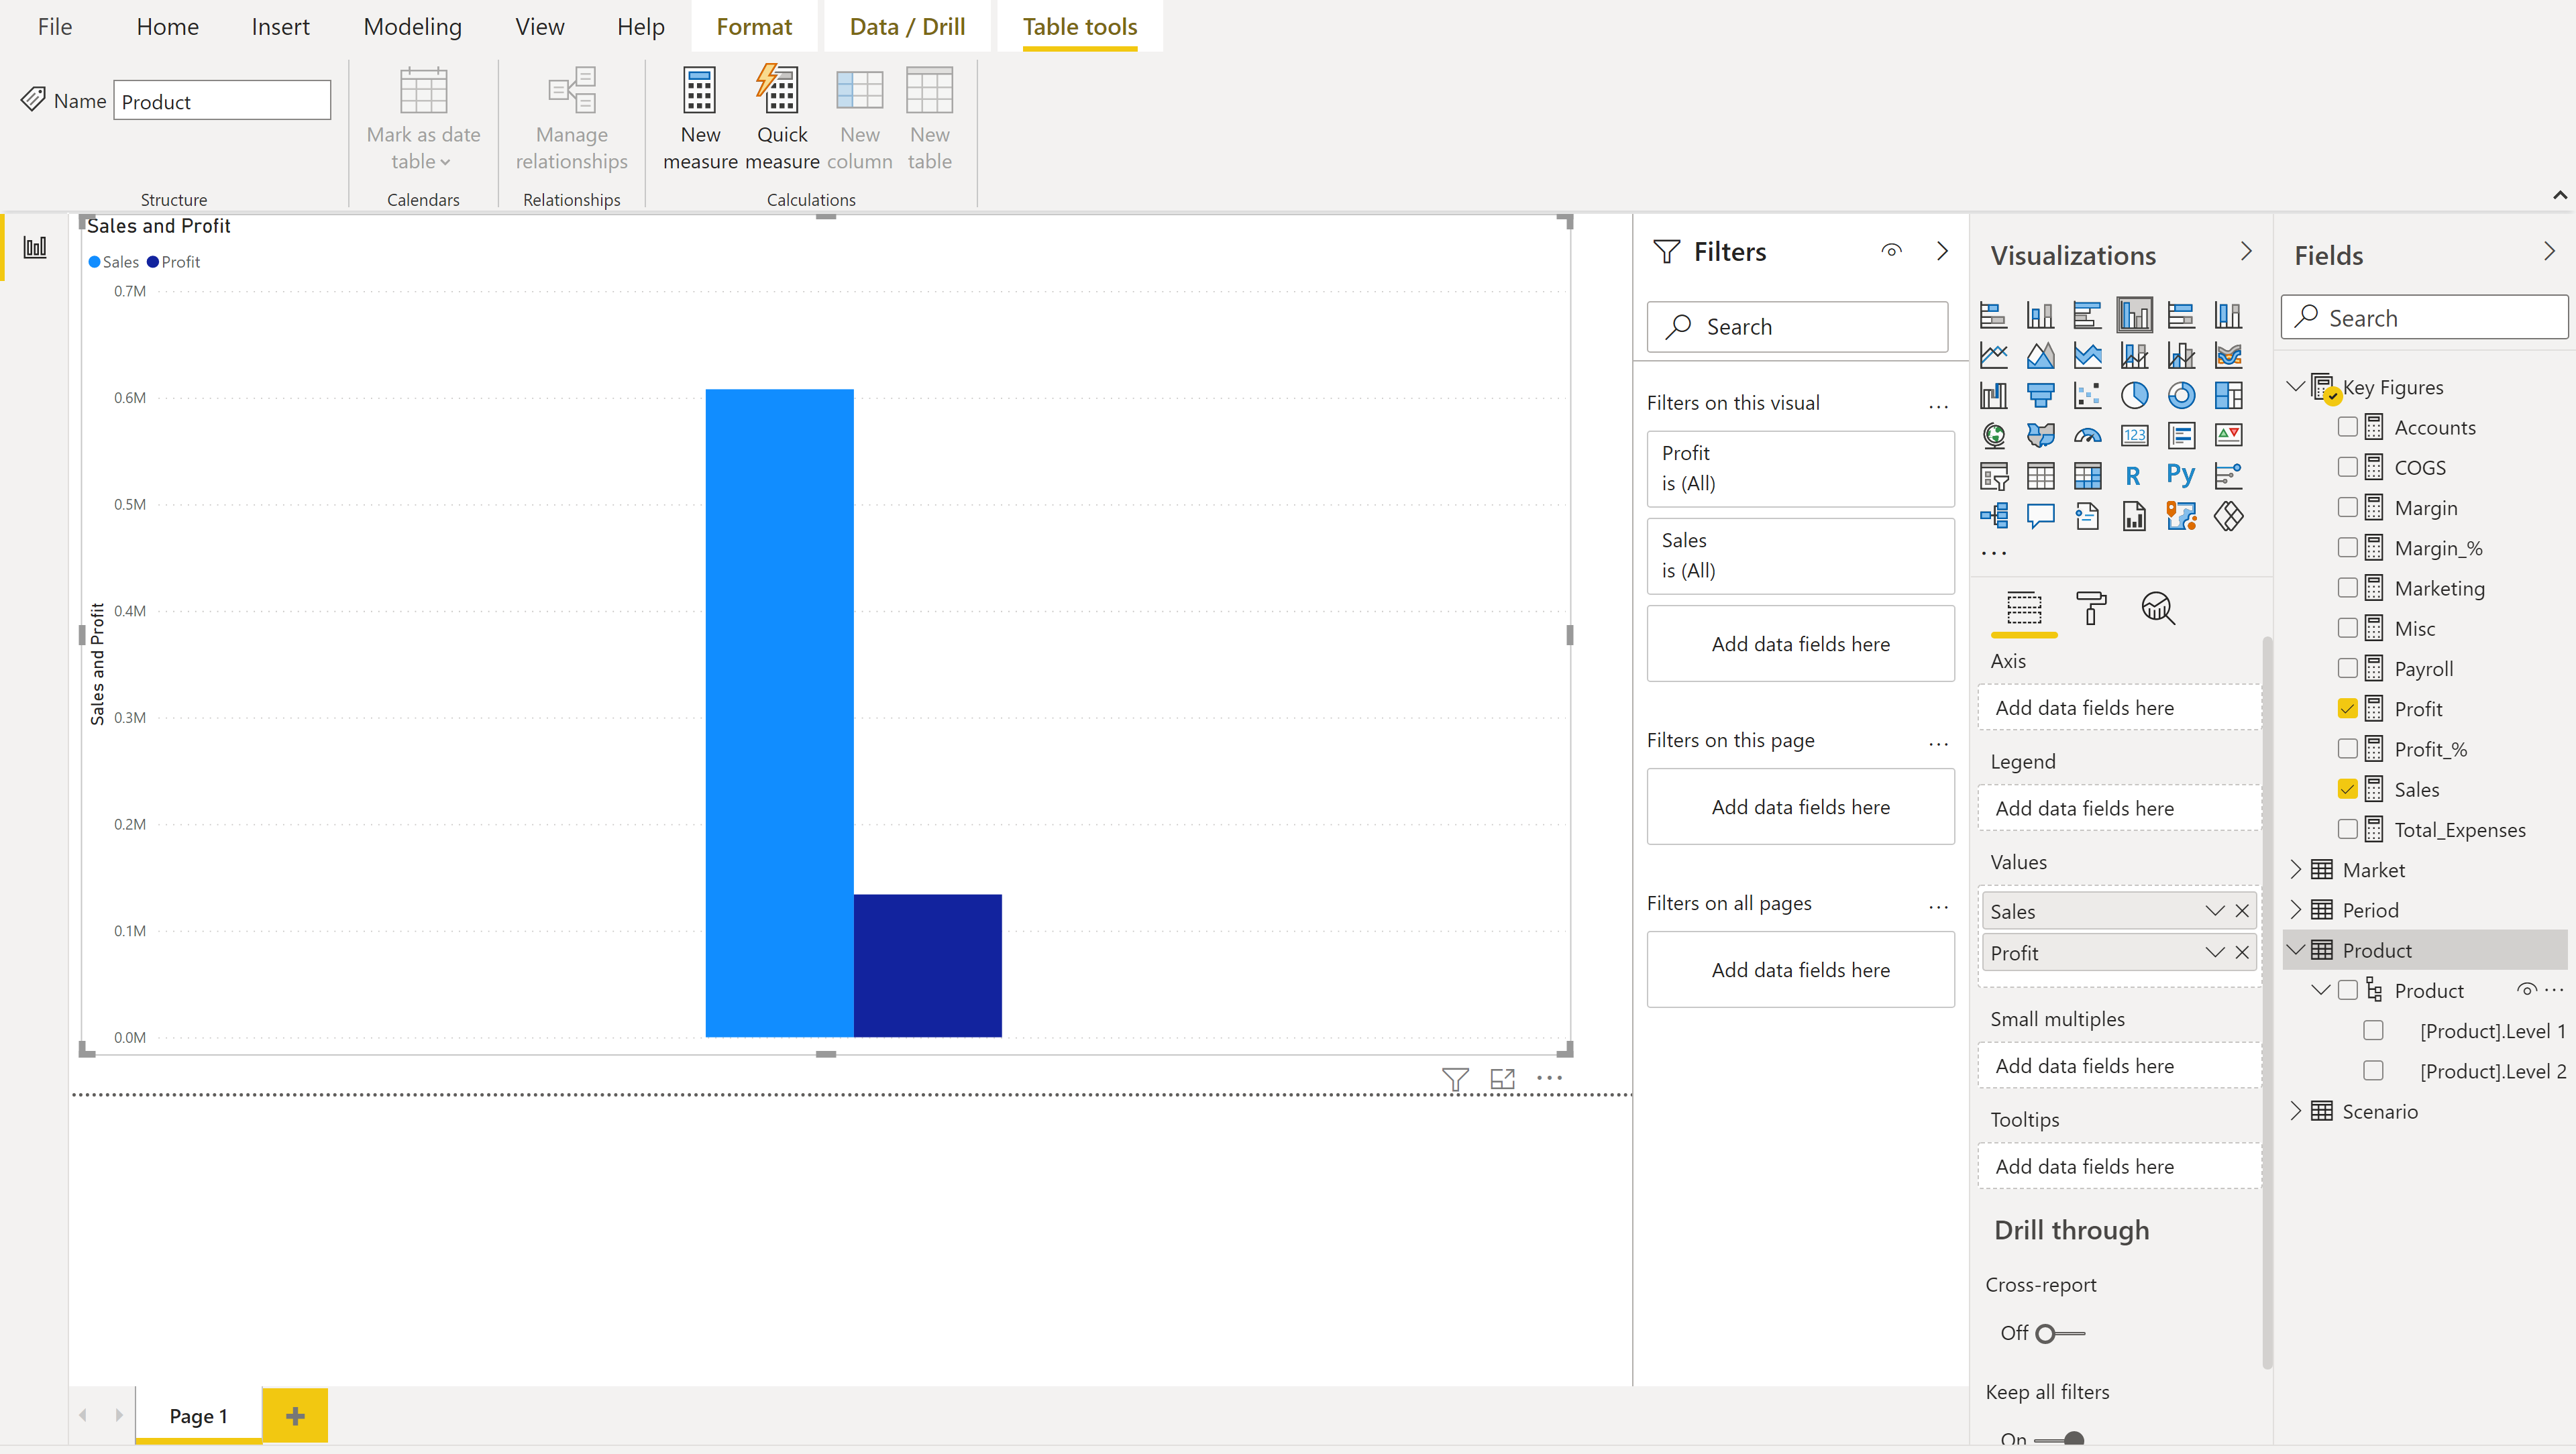 File Home Insert Modeling View Help Format Data / Drill Table tools
Name Product
Mark as date
table
Manage
relationships
New
measure
Quick
measure
New
column
New
table
Structure Calendars Relationships Calculations
Sales and Profit
Sales Profit
0.7M
0.6M
0.5M
0.4M
0.3M
0.2M
0.1M
0.0M
Sales and Profit
Page 1
Filters
Search
Filters on this visual
Profit
is (All)
Sales
is (All)
Add data fields here
Filters on this page
Add data fields here
Filters on all pages
Add data fields here
Visualizations
123
R
Py
Axis
Add data fields here
Legend
Add data fields here
Values
Sales
Profit
Small multiples
Add data fields here
Tooltips
Add data fields here
Drill through
Cross-report
Off
Keep all filters
On
Fields
Search
Key Figures
Accounts
COGS
Margin
Margin_%
Marketing
Misc
Payroll
Profit
Profit_%
Sales
Total_Expenses
Market
Period
Product
Product
[Product].Level 1
[Product].Level 2
Scenario